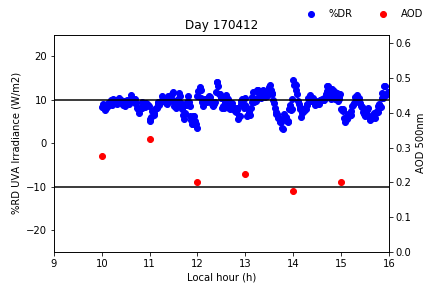 %DR AOD
Day 170412
%RD UVA Irradiance (W/m2)
20
10
0
−10
−20
0.6
0.5
0.4
0.3
0.2
0.1
0.0
AOD 500nm
9 10 11 12 13 14 15 16
Local hour (h)